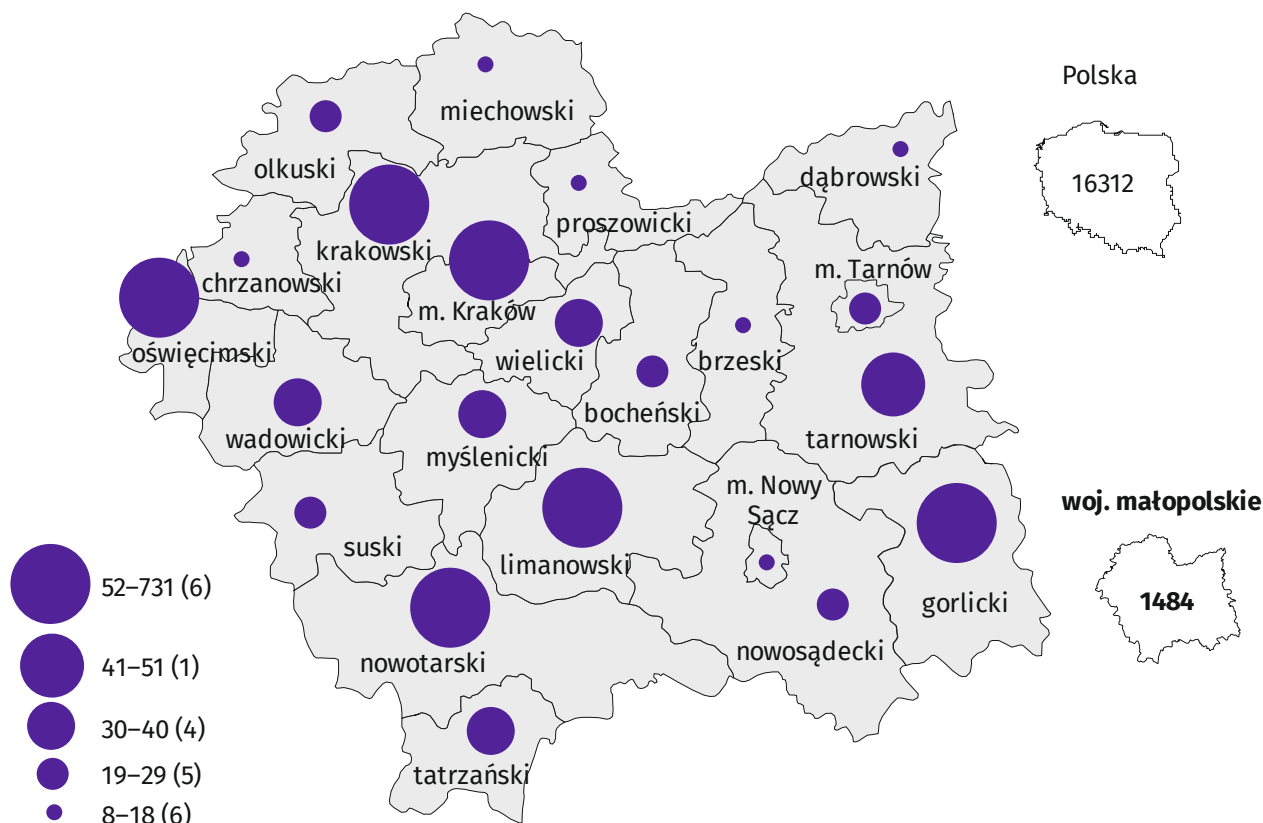 Polska
16312
miechowski
olkuski
dąbrowski
krakowski
proszowicki
chrzanowski
m. Tarnów
m. Kraków
oświęcimski
wielicki
brzeski
bocheński
wadowicki
tarnowski
myślenicki
m. Nowy
Sącz
woj. małopolskie
1484
suski
limanowski
gorlicki
nowotarski
nowosądecki
tatrzański
52–731 (6)
41–51 (1)
30–40 (4)
19–29 (5)
8–18 (6)